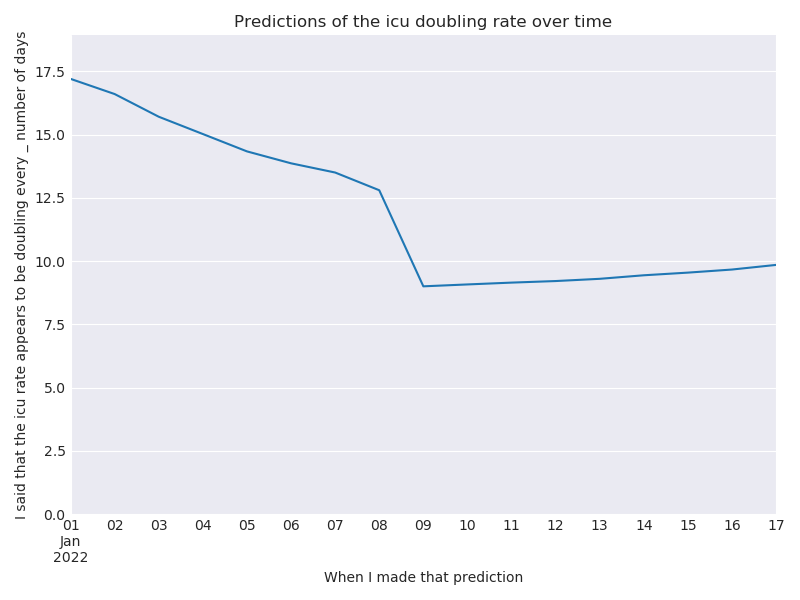 Predictions of the icu doubling rate over time
I said that the icu rate appears to be doubling every _ number of days
17.5
15.0
12.5
10.0
7.5
5.0
2.5
0.0
01 02 03 04 05 06 07 08 09 10 11 12 13 14 15 16 17
Jan
2022
When I made that prediction